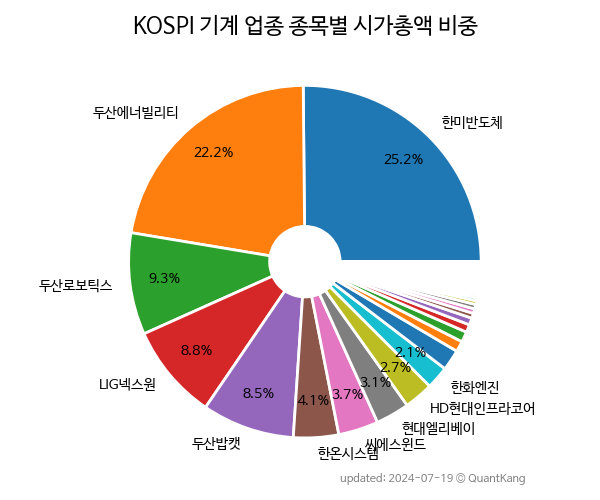 KOSPI 기계 업종 종목별 시가총액 비중
한미반도체
25.2%
두산에너빌리티
22.2%
두산로보틱스
9.3%
LIG넥스원
8.8%
두산밥캣
8.5%
한온시스템
4.1%
씨에스윈드
3.7%
현대엘리베이
3.1%
HD현대인프라코어
2.7%
한화엔진
2.1%
updated: 2024-07-19 © QuantKang